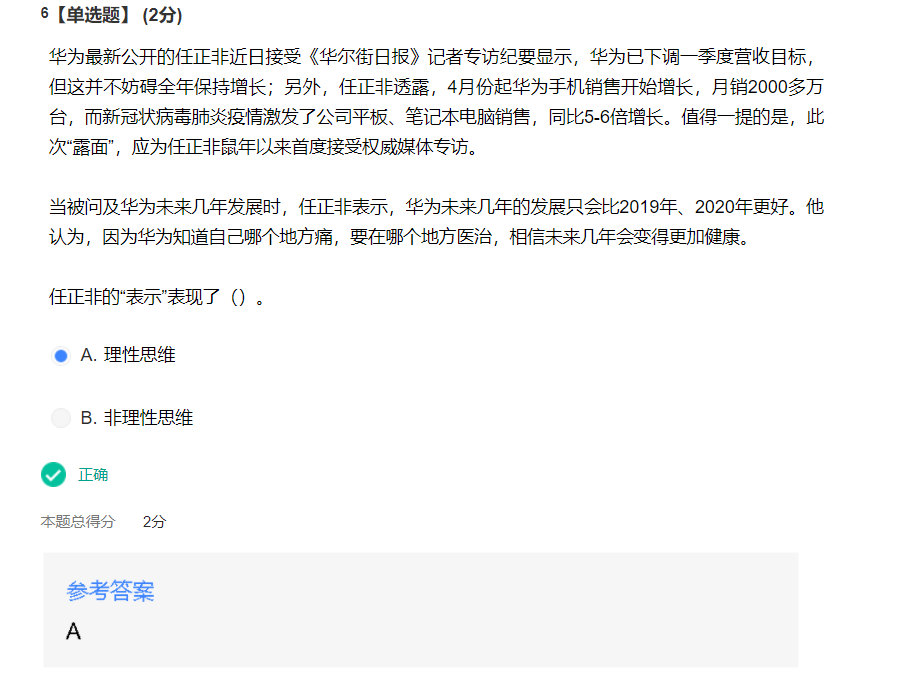 6【单选题】 (2分)
华为最新公开的任正非近日接受《华尔街日报》记者专访纪要显示，华为已下调一季度营收目标，
但这并不妨碍全年保持增长；另外，任正非透露，4月份起华为手机销售开始增长，月销2000多万
台，而新冠状病毒肺炎疫情激发了公司平板、笔记本电脑销售，同比5-6倍增长。值得一提的是，此
次“露面”，应为任正非鼠年以来首度接受权威媒体专访。
当被问及华为未来几年发展时，任正非表示，华为未来几年的发展只会比2019年、2020年更好。他
认为，因为华为知道自己哪个地方痛，要在哪个地方医治，相信未来几年会变得更加健康。
任正非的“表示”表现了（）。
A. 理性思维
B. 非理性思维
正确
本题总得分 2分
参考答案
A